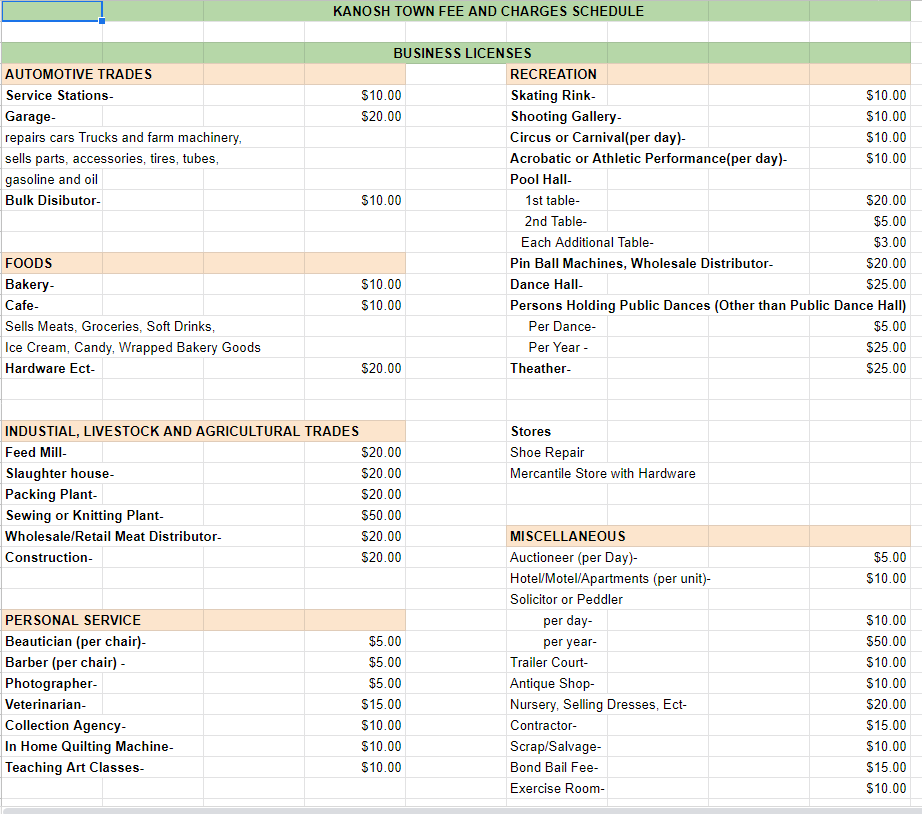 KANOSH TOWN FEE AND CHARGES SCHEDULE
BUSINESS LICENSES
AUTOMOTIVE TRADES
Service Stations- $10.00
Garage- $20.00
repairs cars Trucks and farm machinery,
sells parts, accessories, tires, tubes,
gasoline and oil
Bulk Disibutor- $10.00
FOODS
Bakery- $10.00
Cafe- $10.00
Sells Meats, Groceries, Soft Drinks,
Ice Cream, Candy, Wrapped Bakery Goods
Hardware Ect- $20.00
INDUSTIAL, LIVESTOCK AND AGRICULTURAL TRADES
Feed Mill- $20.00
Slaughter house- $20.00
Packing Plant- $20.00
Sewing or Knitting Plant- $50.00
Wholesale/Retail Meat Distributor- $20.00
Construction- $20.00
PERSONAL SERVICE
Beautician (per chair)- $5.00
Barber (per chair) - $5.00
Photographer- $5.00
Veterinarian- $15.00
Collection Agency- $10.00
In Home Quilting Machine- $10.00
Teaching Art Classes- $10.00
RECREATION
Skating Rink- $10.00
Shooting Gallery- $10.00
Circus or Carnival(per day)- $10.00
Acrobatic or Athletic Performance(per day)- $10.00
Pool Hall-
1st table- $20.00
2nd Table- $5.00
Each Additional Table- $3.00
Pin Ball Machines, Wholesale Distributor- $20.00
Dance Hall- $25.00
Persons Holding Public Dances (Other than Public Dance Hall)
Per Dance- $5.00
Per Year - $25.00
Theather- $25.00
Stores
Shoe Repair
Mercantile Store with Hardware
MISCELLANEOUS
Auctioneer (per Day)- $5.00
Hotel/Motel/Apartments (per unit)- $10.00
Solicitor or Peddler
per day- $10.00
per year- $50.00
Trailer Court- $10.00
Antique Shop- $10.00
Nursery, Selling Dresses, Ect- $20.00
Contractor- $15.00
Scrap/Salvage- $10.00
Bond Bail Fee- $15.00
Exercise Room- $10.00